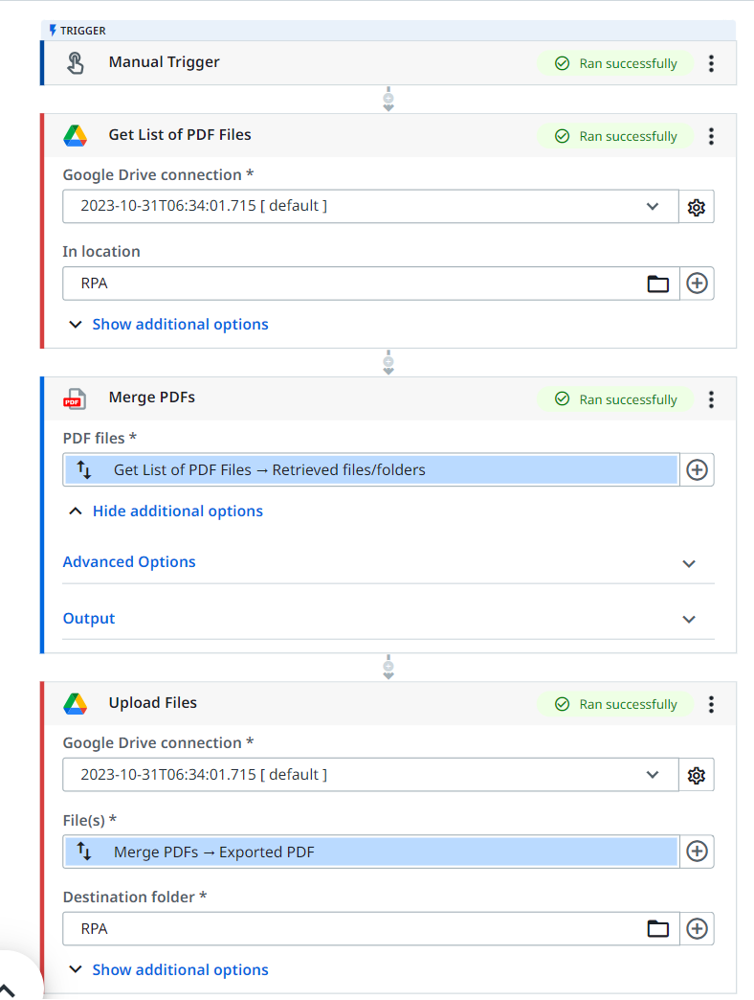 TRIGGER
Manual Trigger
Ran successfully
Get List of PDF Files
Ran successfully
Google Drive connection *
2023-10-31T06:34:01.715 [ default ]
In location
RPA
Show additional options
PDF
Merge PDFs
Ran successfully
PDF files *
Get List of PDF Files → Retrieved files/folders
Hide additional options
Advanced Options
Output
Upload Files
Ran successfully
Google Drive connection *
2023-10-31T06:34:01.715 [ default ]
File(s) *
Merge PDFs → Exported PDF
Destination folder *
RPA
Show additional options